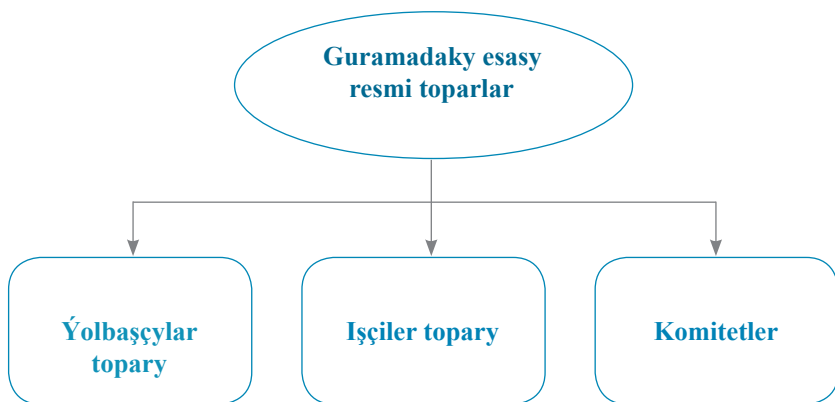 Guramadaky esasy
resmi toparlar
Ýolbaşçylar
topary
Işçiler topary
Komitetler